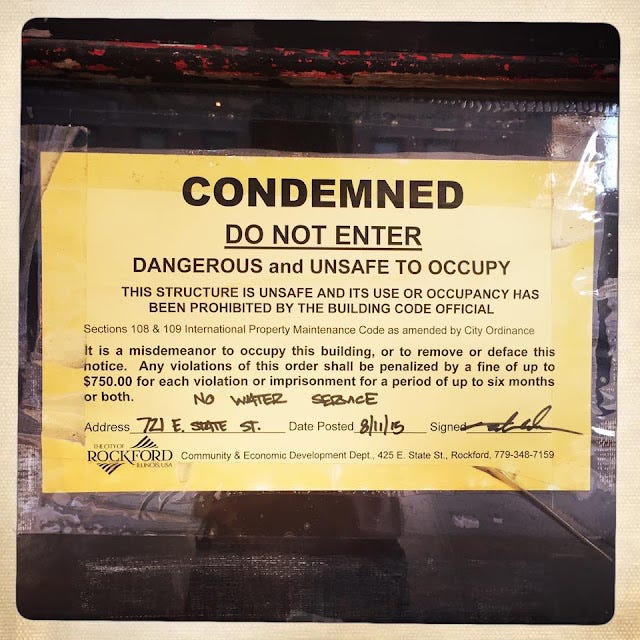 CONDEMNED
DO NOT ENTER
DANGEROUS and UNSAFE TO OCCUPY
THIS STRUCTURE IS UNSAFE AND ITS USE OR OCCUPANCY HAS
BEEN PROHIBITED BY THE BUILDING CODE OFFICIAL
Sections 108 & 109 International Property Maintenance Code as amended by City Ordinance
It is a misdemeanor to occupy this building, or to remove or deface this
notice. Any violations of this order shall be penalized by a fine of up to
$750.00 for each violation or imprisonment for a period of up to six months
or both. NO WATER SERVICE
Address 721 E. STATE ST. Date Posted 8/11/15 Signed
THE CITY OF
ROCKFORD
ILLINOIS, USA
Community & Economic Development Dept., 425 E. State St., Rockford, 779-348-7159